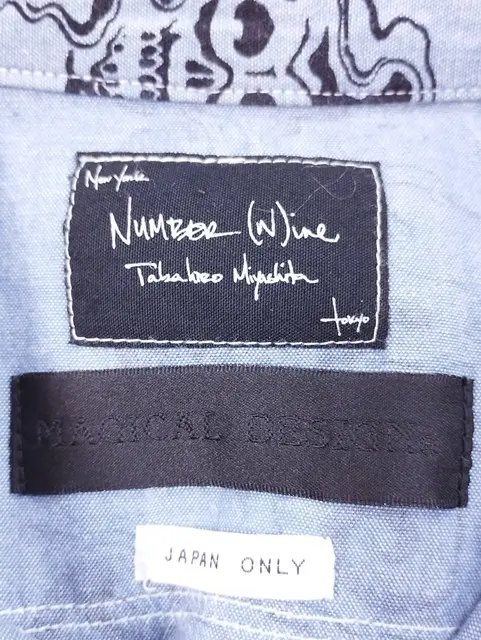 New York
NUMBER (N)ine
Takahiro Miyashita
tokyo
MAGICAL DESIGN
JAPAN ONLY